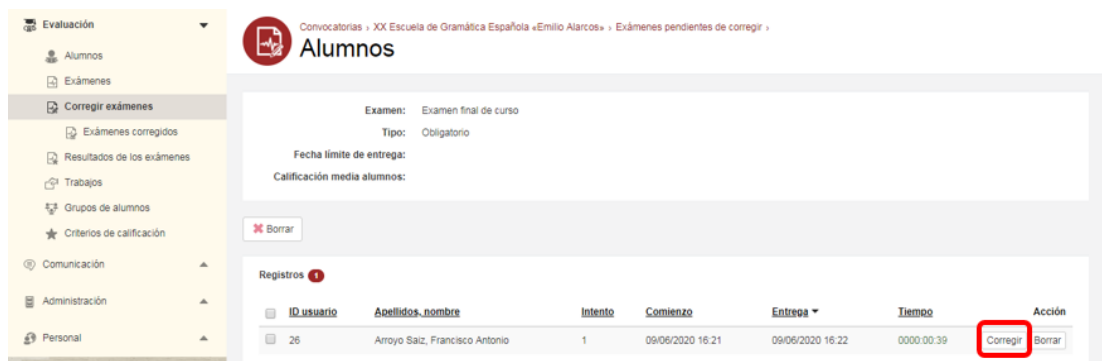 Evaluación
Alumnos
Exámenes
Corregir exámenes
Exámenes corregidos
Resultados de los exámenes
Trabajos
Grupos de alumnos
Criterios de calificación
Comunicación
Administración
Personal
Convocatorias › XX Escuela de Gramática Española «Emilio Alarcos» › Exámenes pendientes de corregir ›
Alumnos
Examen: Examen final de curso
Tipo: Obligatorio
Fecha límite de entrega:
Calificación media alumnos:
Borrar
Registros 1
ID usuario Apellidos, nombre Intento Comienzo Entrega Tiempo Acción
26 Arroyo Saiz, Francisco Antonio 1 09/06/2020 16:21 09/06/2020 16:22 0000:00:39 Corregir Borrar